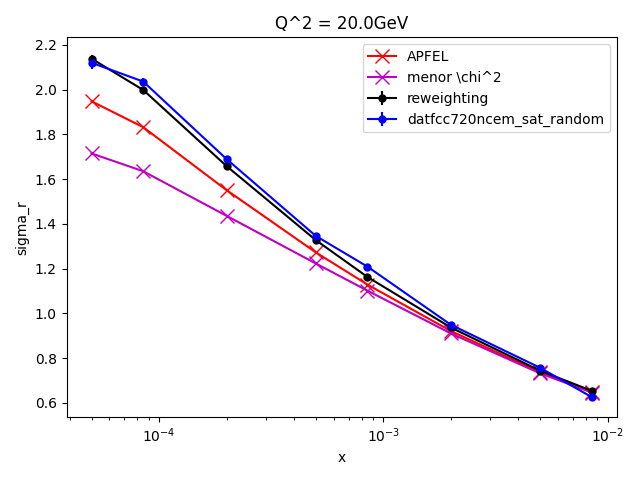 Q^2 = 20.0GeV
APFEL
menor \chi^2
reweighting
datfcc720ncem_sat_random
sigma_r
2.2
2.0
1.8
1.6
1.4
1.2
1.0
0.8
0.6
10⁻⁴
10⁻³
10⁻²
x